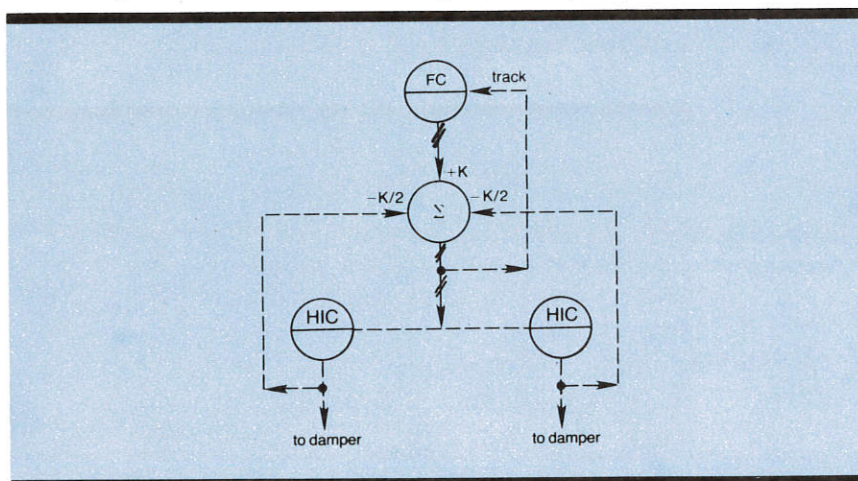 FC
track
+K
−K/2
−K/2
Σ
HIC
HIC
to damper
to damper